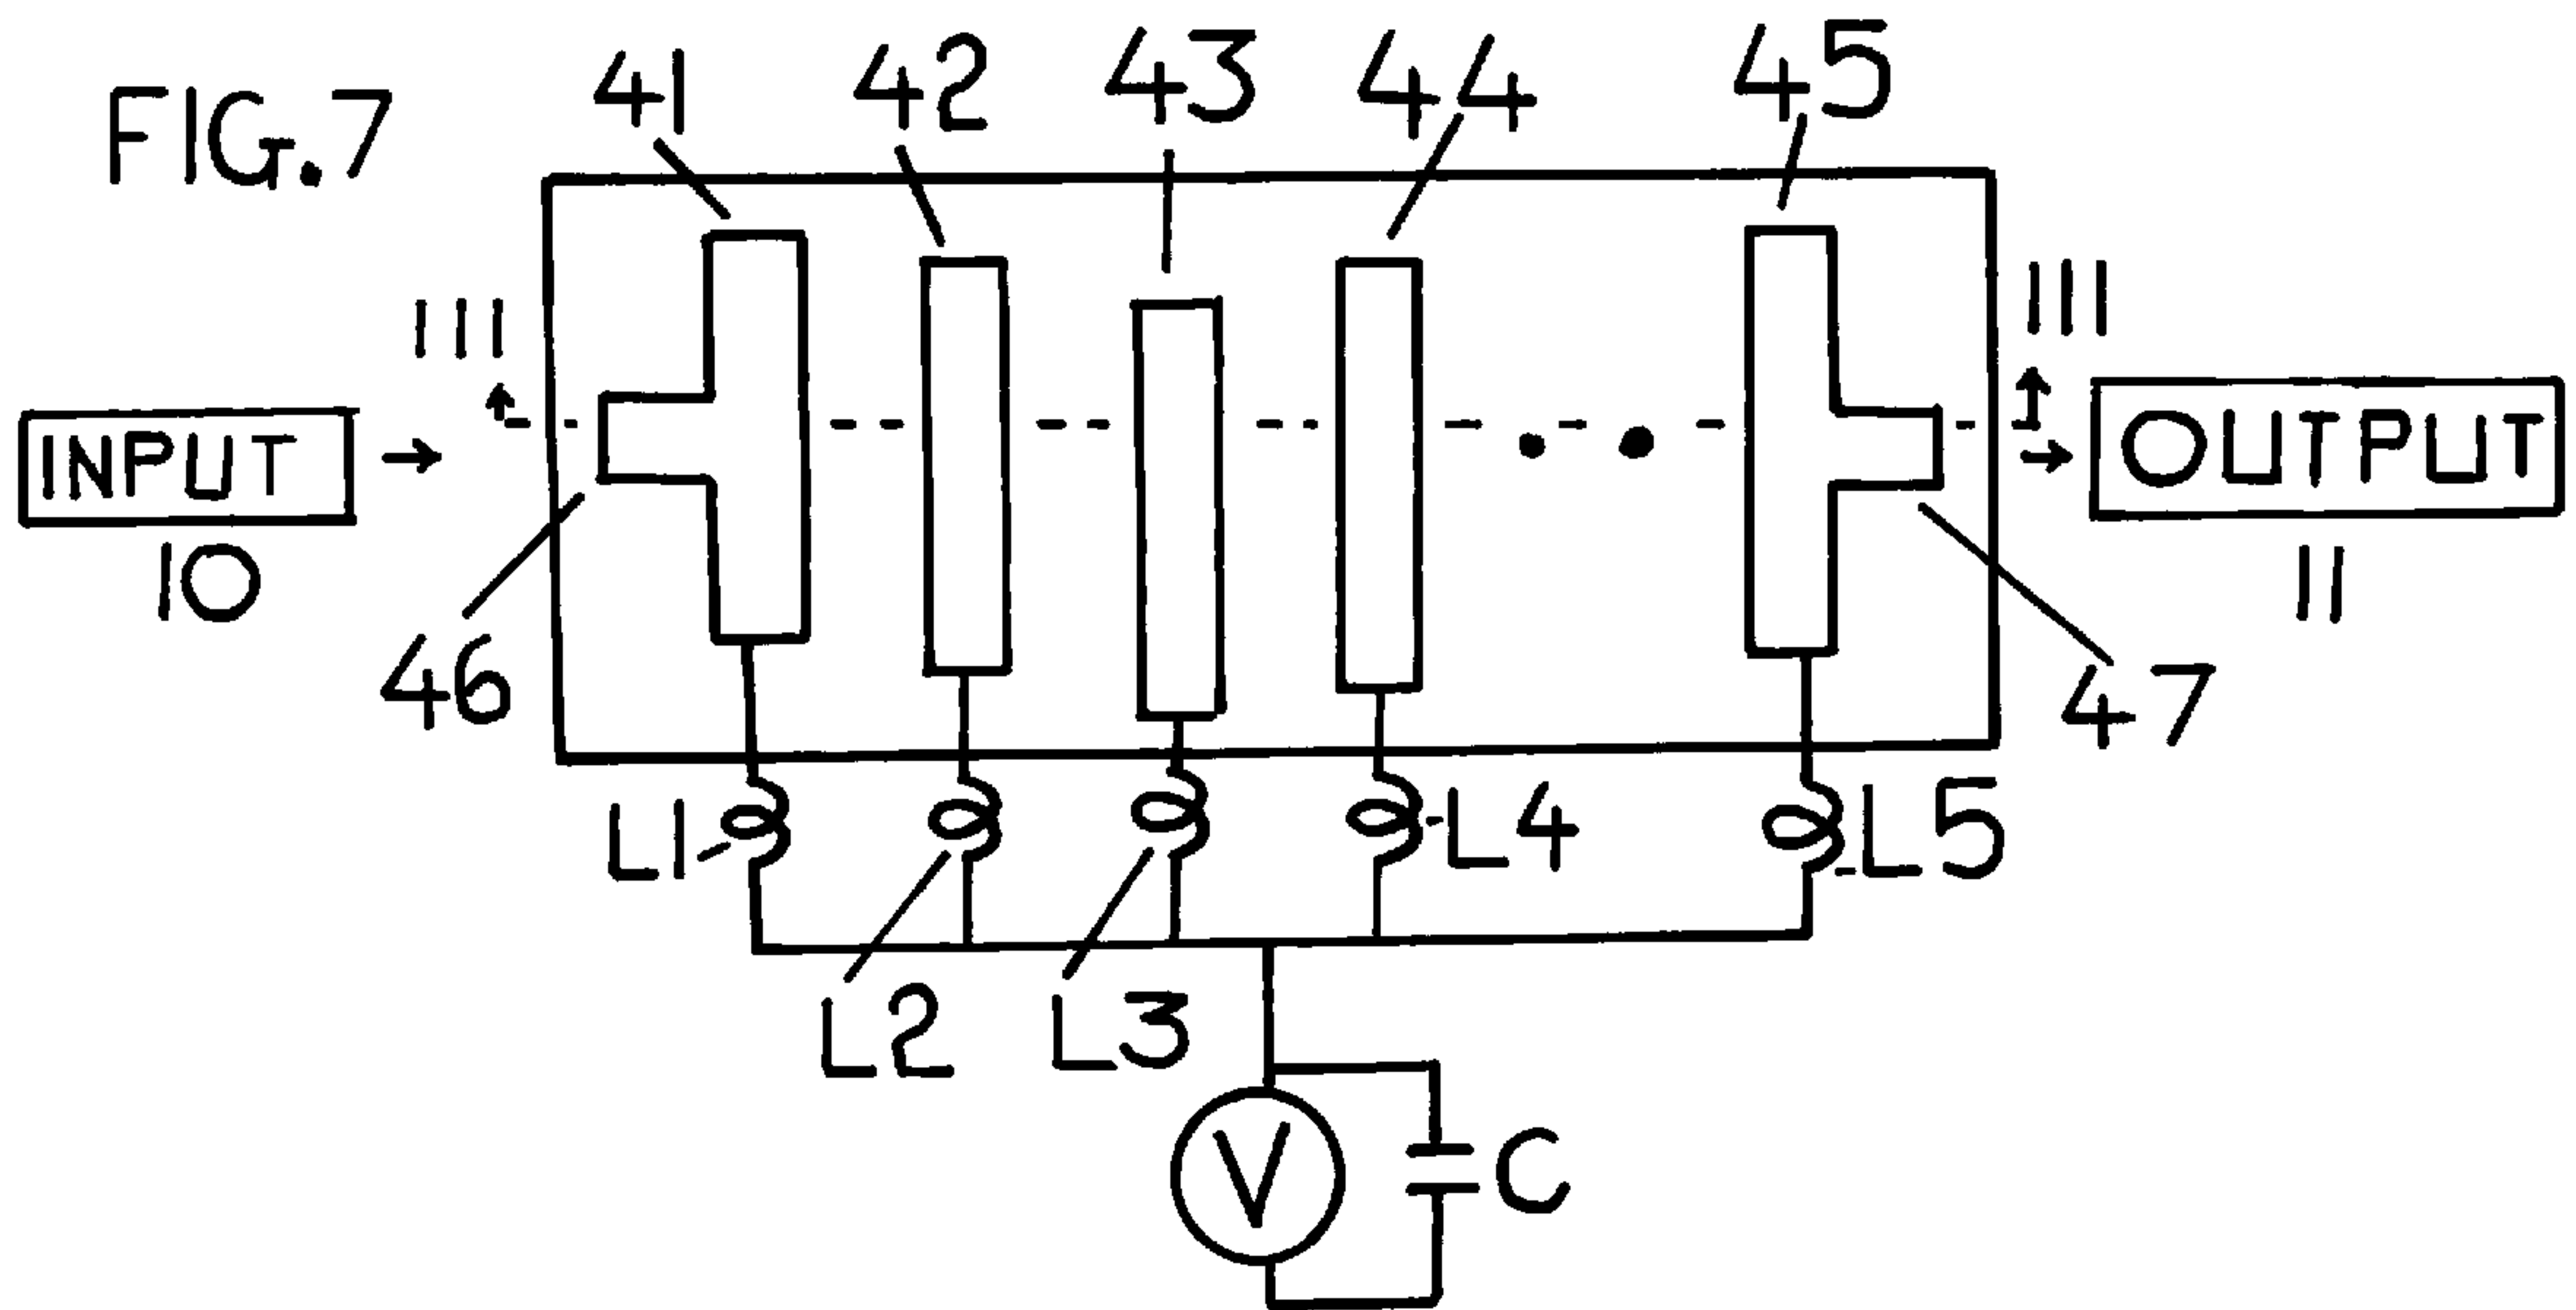 FIG.7
41 42 43 44 45
III III
INPUT OUTPUT
10 11
46 47
L1 L4 L5
L2 L3
V C